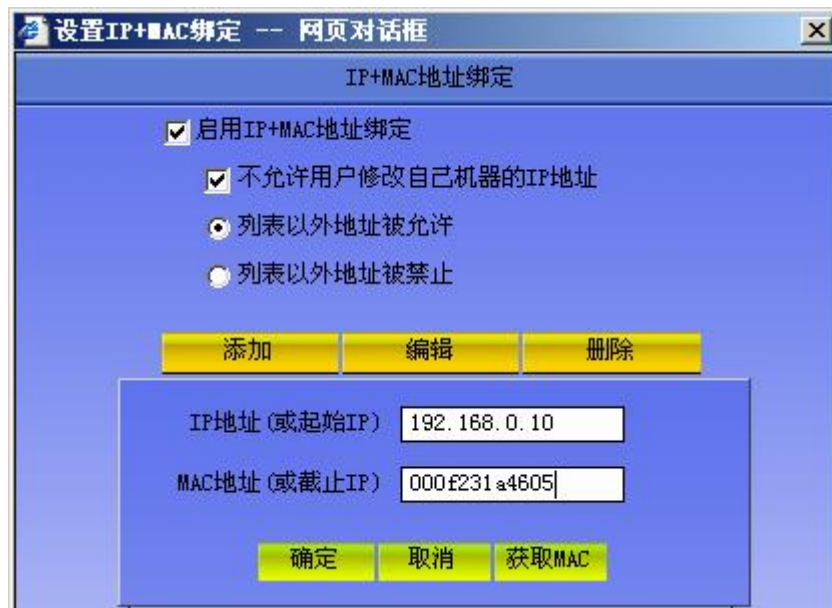 设置IP+MAC绑定 -- 网页对话框
IP+MAC地址绑定
启用IP+MAC地址绑定
不允许用户修改自己机器的IP地址
列表以外地址被允许
列表以外地址被禁止
添加 编辑 删除
IP地址(或起始IP) 192.168.0.10
MAC地址(或截止IP) 000f231a4605
确定 取消 获取MAC